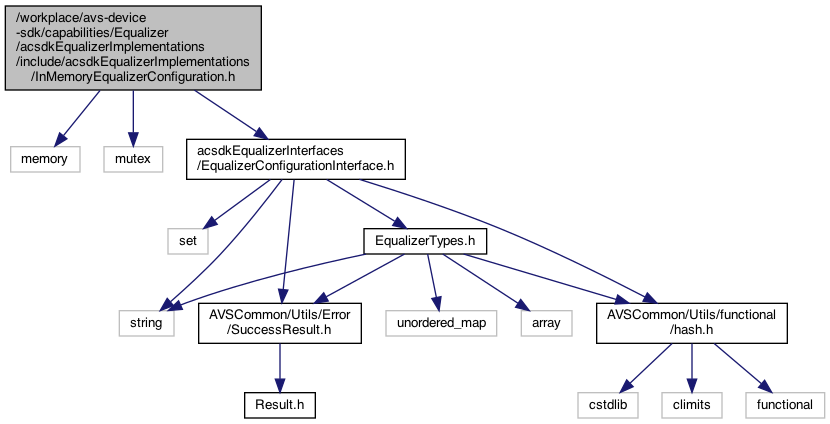 /workplace/avs-device
-sdk/capabilities/Equalizer
/acsdkEqualizerImplementations
/include/acsdkEqualizerImplementations
/InMemoryEqualizerConfiguration.h
memory
mutex
acsdkEqualizerInterfaces
/EqualizerConfigurationInterface.h
set
EqualizerTypes.h
string
AVSCommon/Utils/Error
/SuccessResult.h
unordered_map
array
AVSCommon/Utils/functional
/hash.h
Result.h
cstdlib
climits
functional